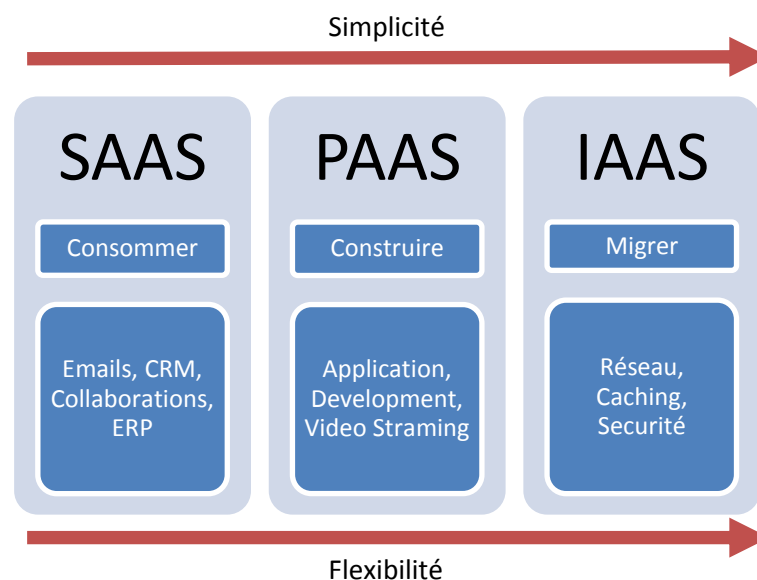 Simplicité
SAAS
Consommer
Emails, CRM,
Collaborations,
ERP
PAAS
Construire
Application,
Development,
Video Straming
IAAS
Migrer
Réseau,
Caching,
Securité
Flexibilité